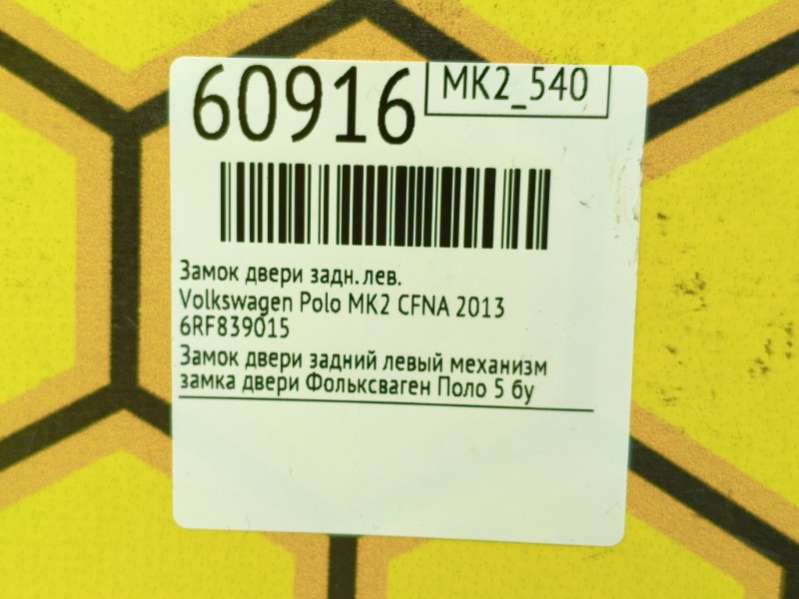 60916
MK2_540
Замок двери задн. лев.
Volkswagen Polo MK2 CFNA 2013
6RF839015
Замок двери задний левый механизм
замка двери Фольксваген Поло 5 бу